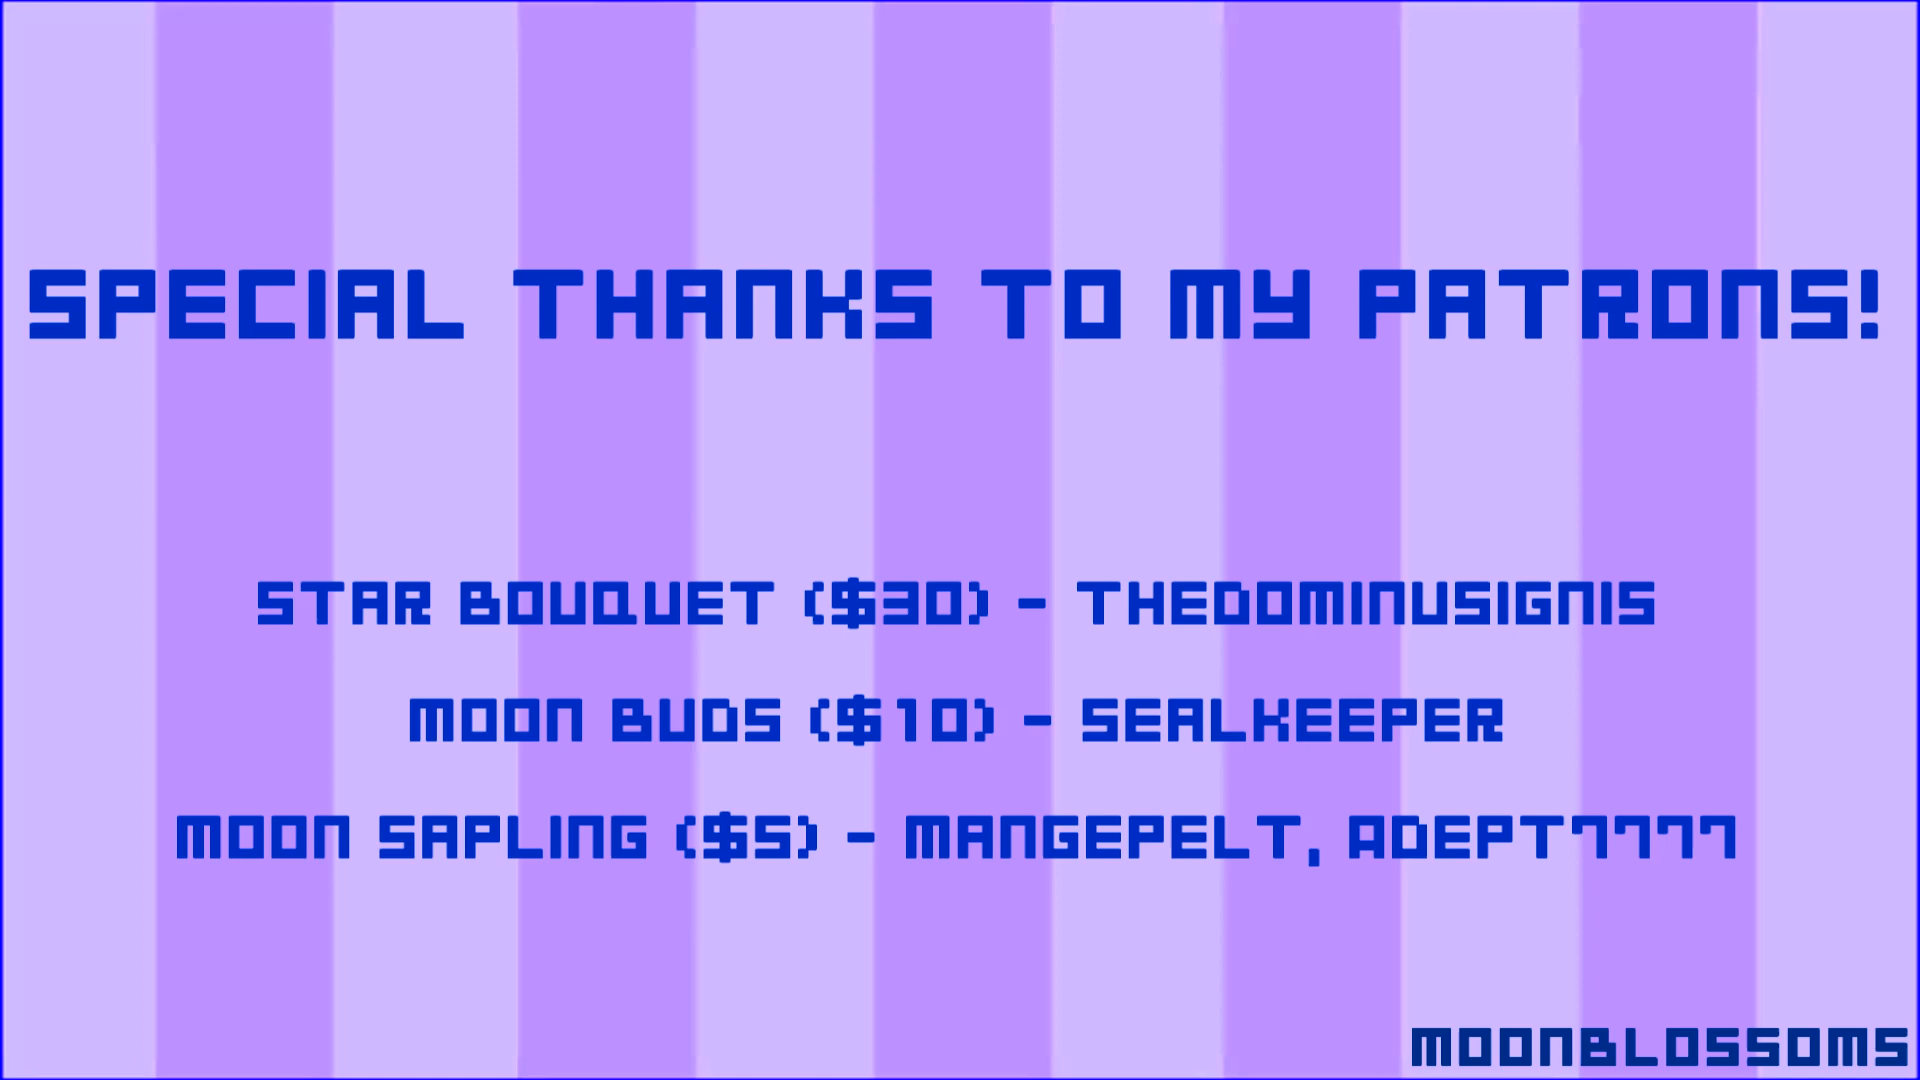 SPECIAL THANKS TO MY PATRONS!
STAR BOUQUET ($30) - THEDOMINUSIGNIS
MOON BUDS ($10) - SEALKEEPER
MOON SAPLING ($5) - MANGEPELT, ADEPT7777
MOONBLOSSOMS